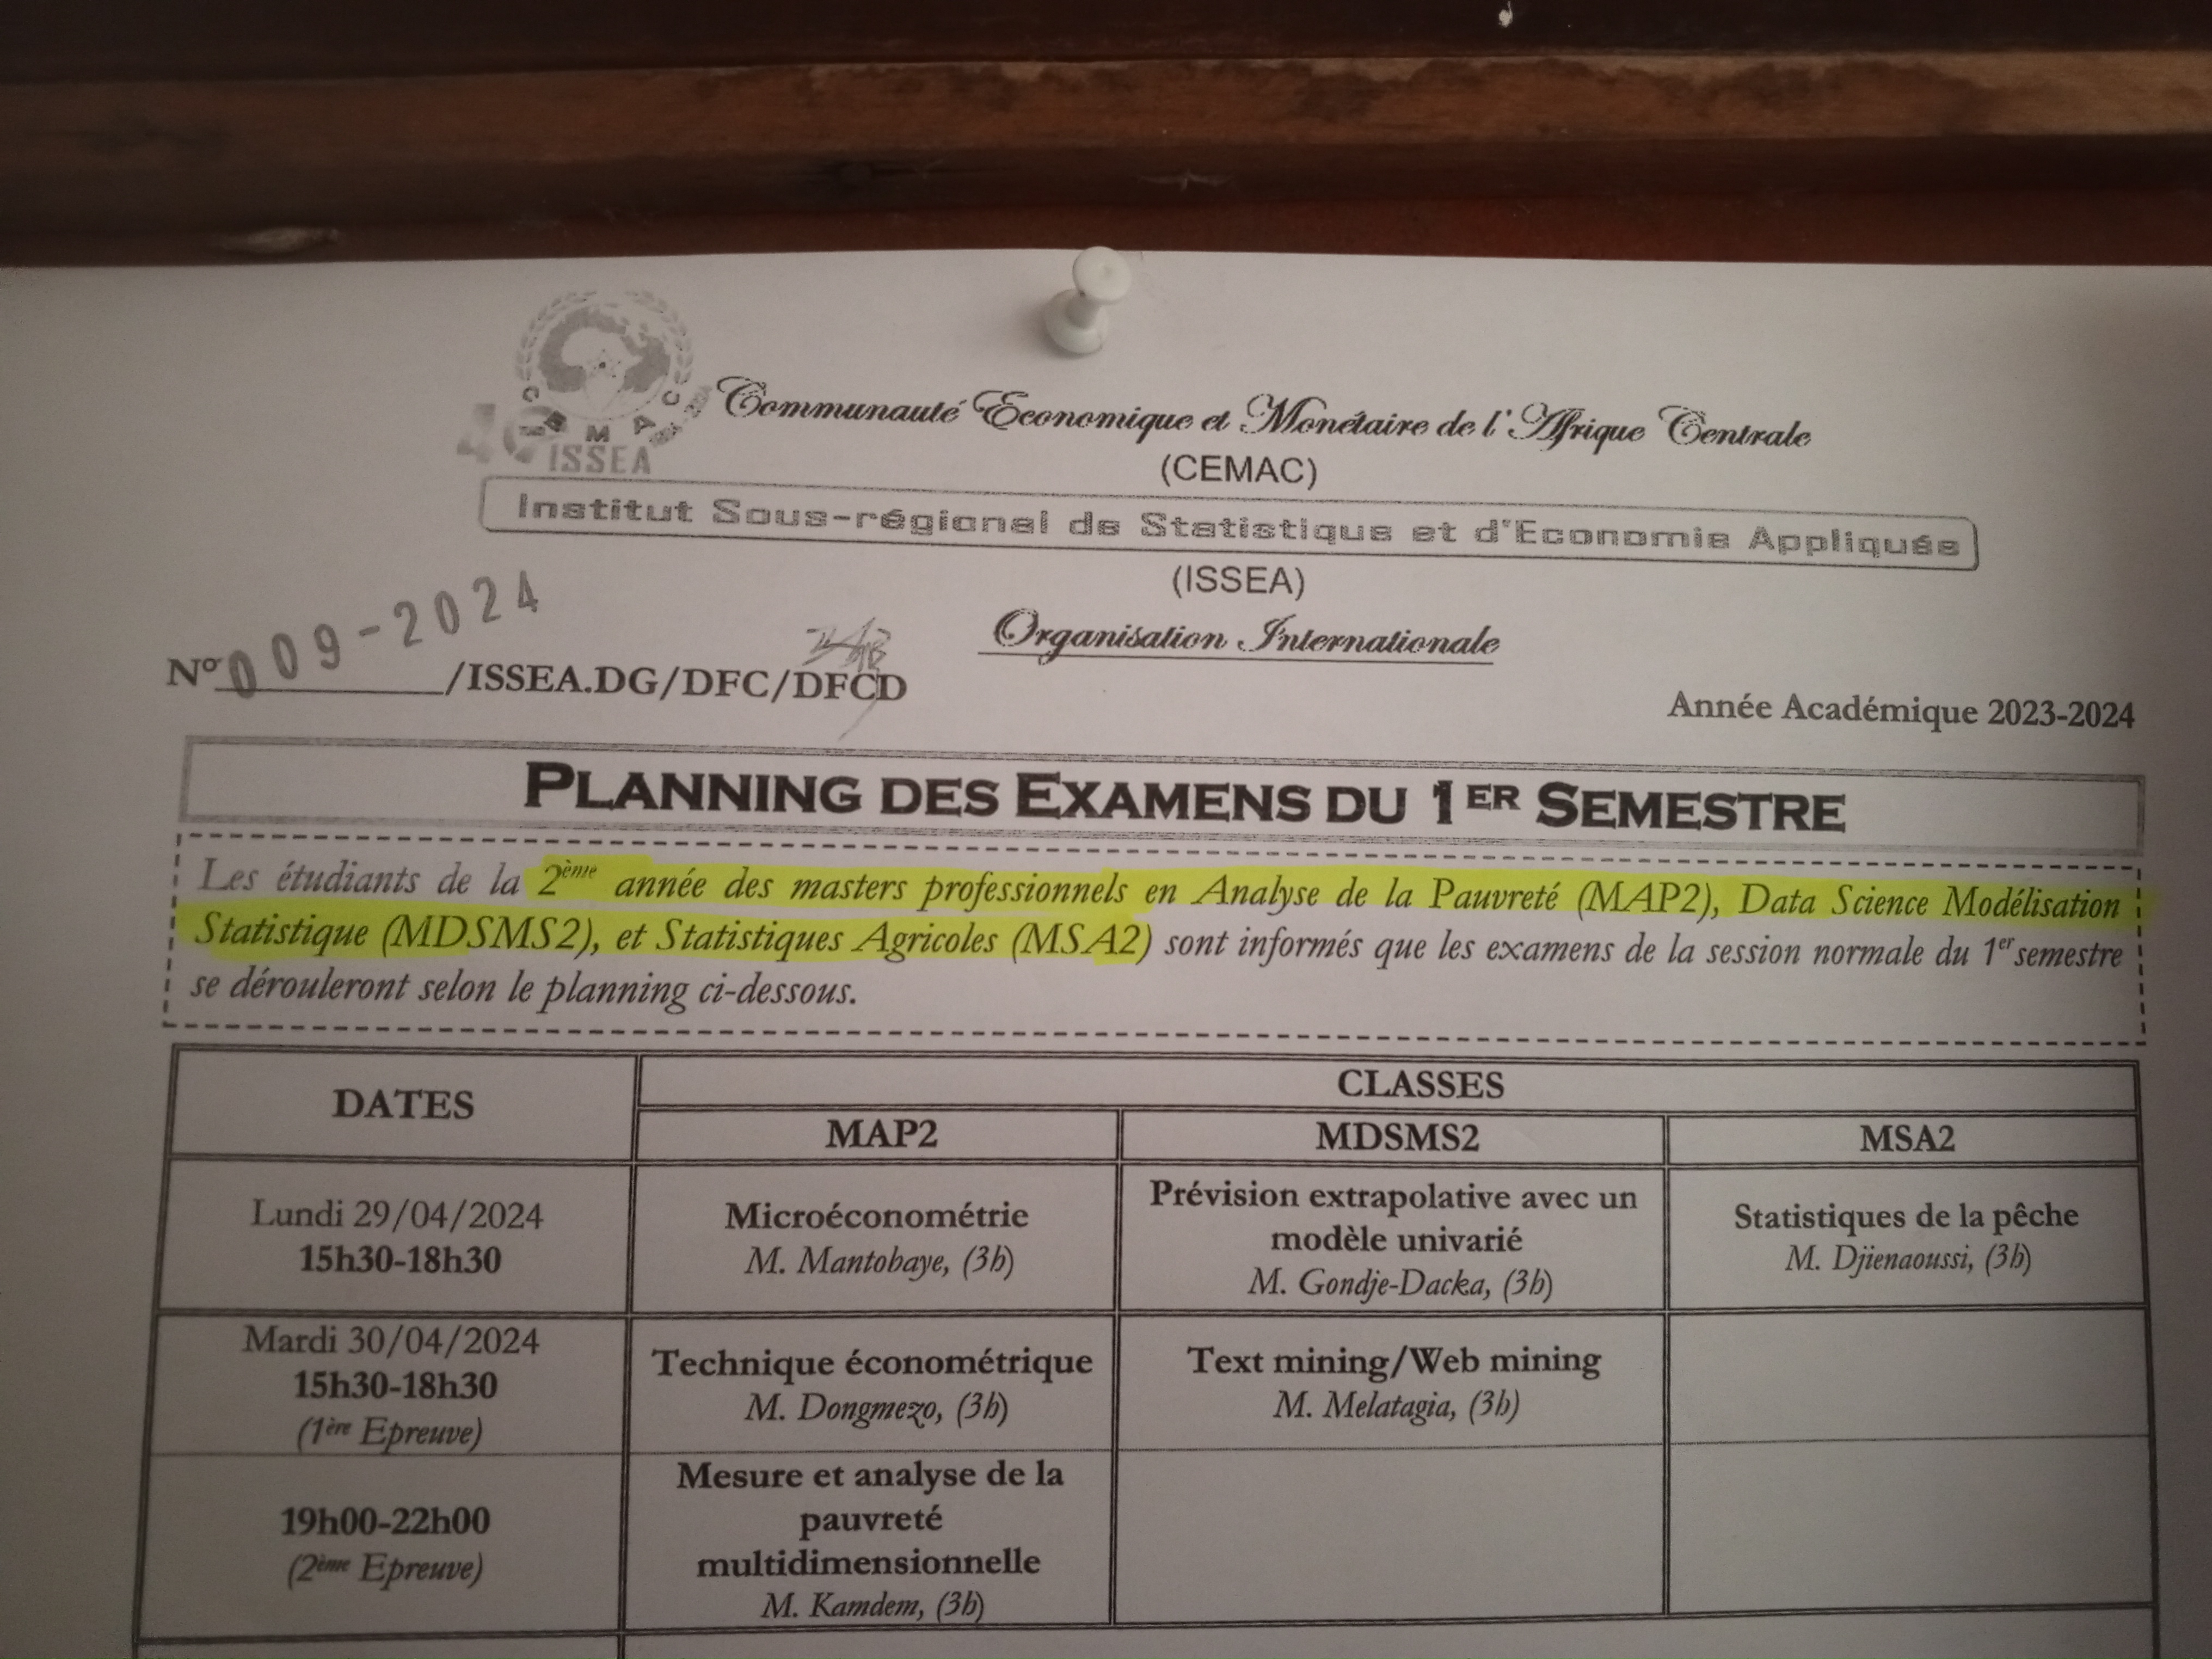 CEMAC
ISSEA
Communauté Economique et Monétaire de l'Afrique Centrale
(CEMAC)
Institut Sous-régional de Statistique et d'Economie Appliquée
(ISSEA)
Organisation Internationale
N° 009-2024 /ISSEA.DG/DFC/DFCD
Année Académique 2023-2024
PLANNING DES EXAMENS DU 1ER SEMESTRE
Les étudiants de la 2ème année des masters professionnels en Analyse de la Pauvreté (MAP2), Data Science Modélisation
Statistique (MDSMS2), et Statistiques Agricoles (MSA2) sont informés que les examens de la session normale du 1er semestre
se dérouleront selon le planning ci-dessous.
DATES
CLASSES
MAP2
MDSMS2
MSA2
Lundi 29/04/2024
15h30-18h30
Microéconométrie
M. Mantobaye, (3h)
Prévision extrapolative avec un
modèle univarié
M. Gondje-Dacka, (3h)
Statistiques de la pêche
M. Djienaoussi, (3h)
Mardi 30/04/2024
15h30-18h30
(1ère Epreuve)
Technique économétrique
M. Dongmezo, (3h)
Text mining/Web mining
M. Melatagia, (3h)
19h00-22h00
(2ème Epreuve)
Mesure et analyse de la
pauvreté
multidimensionnelle
M. Kamdem, (3h)